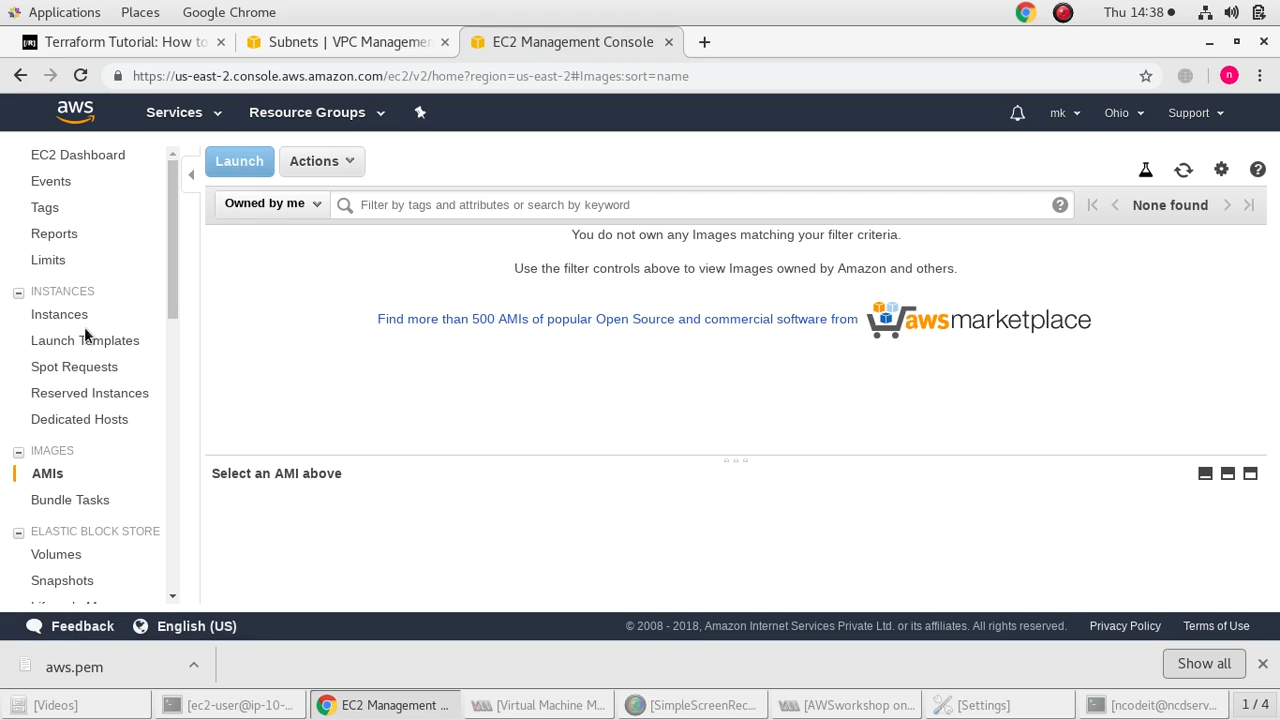 Applications Places Google Chrome Thu 14:38
[/R] Terraform Tutorial: How to Subnets | VPC Managemen EC2 Management Console
https://us-east-2.console.aws.amazon.com/ec2/v2/home?region=us-east-2#Images:sort=name n
aws Services Resource Groups mk Ohio Support
EC2 Dashboard
Events
Tags
Reports
Limits
INSTANCES
Instances
Launch Templates
Spot Requests
Reserved Instances
Dedicated Hosts
IMAGES
AMIs
Bundle Tasks
ELASTIC BLOCK STORE
Volumes
Snapshots
Launch Actions
Owned by me Filter by tags and attributes or search by keyword None found
You do not own any Images matching your filter criteria.
Use the filter controls above to view Images owned by Amazon and others.
Find more than 500 AMIs of popular Open Source and commercial software from awsmarketplace
Select an AMI above
Feedback English (US) © 2008 - 2018, Amazon Internet Services Private Ltd. or its affiliates. All rights reserved. Privacy Policy Terms of Use
aws.pem Show all
[Videos] [ec2-user@ip-10-... EC2 Management ... [Virtual Machine M... [SimpleScreenRec... [AWSworkshop on... [Settings] [ncodeit@ncdserv... 1 / 4